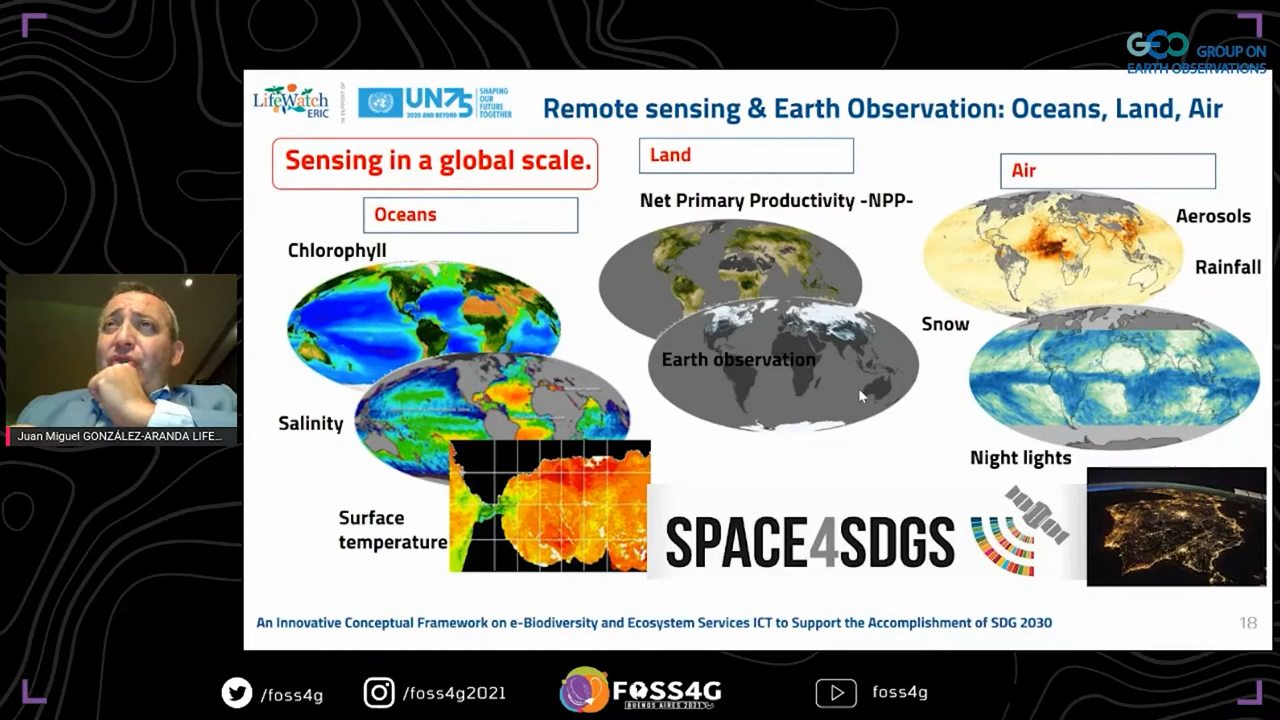 GEO GROUP ON
EARTH OBSERVATIONS
LifeWatch
ERIC
IN SUPPORT OF
UN75
2020 AND BEYOND
SHAPING
OUR
FUTURE
TOGETHER
Remote sensing & Earth Observation: Oceans, Land, Air
Sensing in a global scale.
Land
Air
Oceans
Net Primary Productivity -NPP-
Aerosols
Chlorophyll
Rainfall
Snow
Earth observation
Salinity
Night lights
Surface
temperature
SPACE4SDGS
Juan Miguel GONZÁLEZ-ARANDA LIFE...
An Innovative Conceptual Framework on e-Biodiversity and Ecosystem Services ICT to Support the Accomplishment of SDG 2030
18
/foss4g
/foss4g2021
FOSS4G
BUENOS AIRES 2021
foss4g